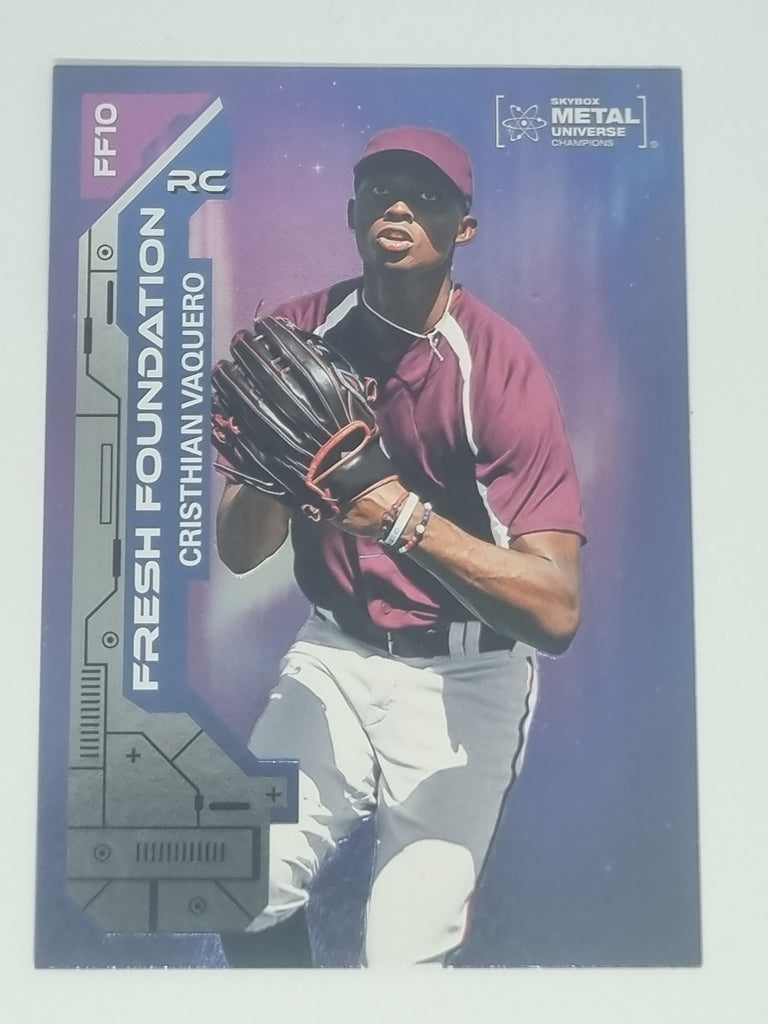 FF10
SKYBOX
METAL
UNIVERSE
CHAMPIONS
®
RC
FRESH FOUNDATION
CRISTHIAN VAQUERO